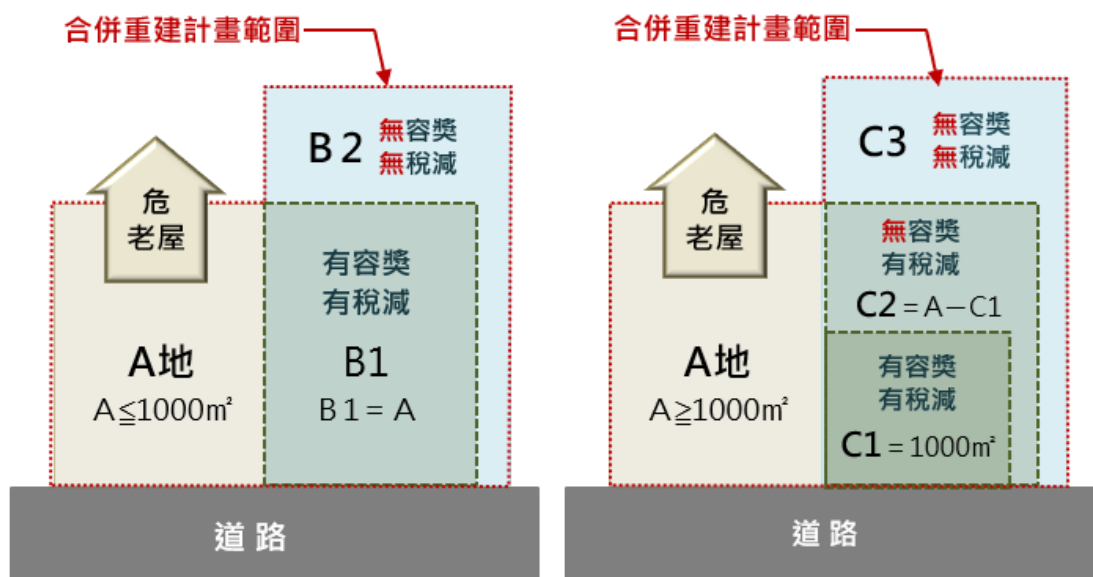 合併重建計畫範圍
B2
無容獎
無稅減
危
老屋
有容獎
有稅減
A地
A≦1000㎡
B1
B1=A
道路
合併重建計畫範圍
C3
無容獎
無稅減
危
老屋
無容獎
有稅減
C2=A－C1
A地
A≧1000㎡
有容獎
有稅減
C1=1000㎡
道路